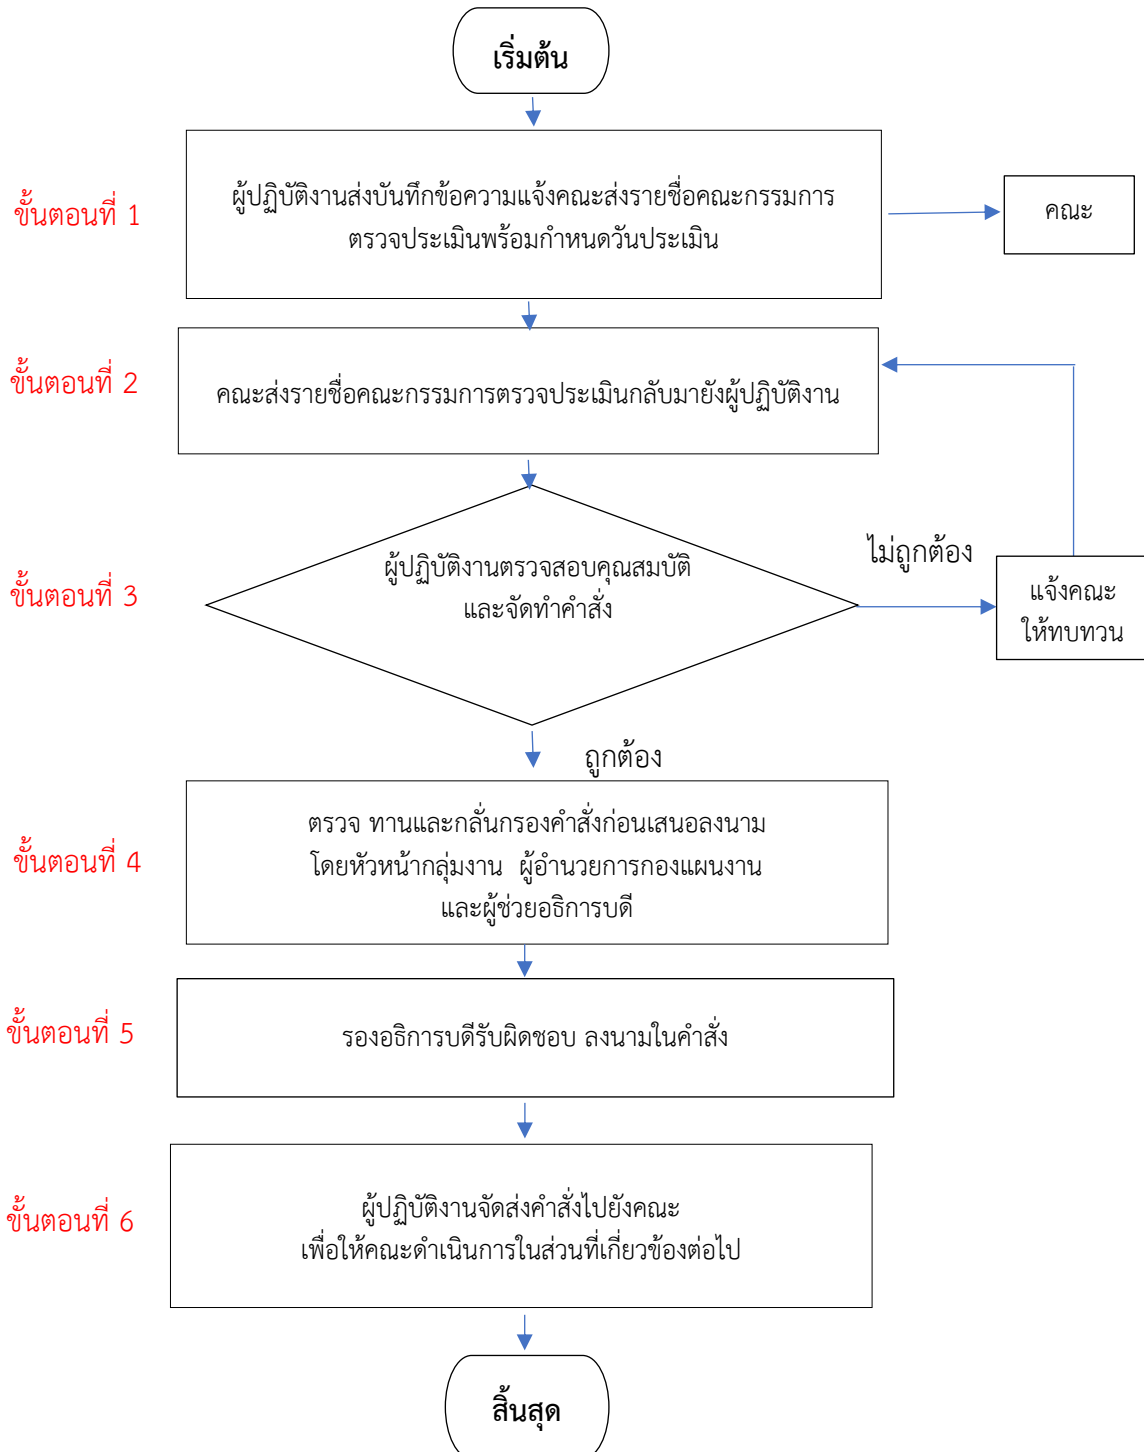 เริ่มต้น
ขั้นตอนที่ 1
ผู้ปฏิบัติงานส่งบันทึกข้อความแจ้งคณะส่งรายชื่อคณะกรรมการ
ตรวจประเมินพร้อมกำหนดวันประเมิน
คณะ
ขั้นตอนที่ 2
คณะส่งรายชื่อคณะกรรมการตรวจประเมินกลับมายังผู้ปฏิบัติงาน
ขั้นตอนที่ 3
ผู้ปฏิบัติงานตรวจสอบคุณสมบัติ
และจัดทำคำสั่ง
ไม่ถูกต้อง
แจ้งคณะ
ให้ทบทวน
ถูกต้อง
ขั้นตอนที่ 4
ตรวจ ทานและกลั่นกรองคำสั่งก่อนเสนอลงนาม
โดยหัวหน้ากลุ่มงาน ผู้อำนวยการกองแผนงาน
และผู้ช่วยอธิการบดี
ขั้นตอนที่ 5
รองอธิการบดีรับผิดชอบ ลงนามในคำสั่ง
ขั้นตอนที่ 6
ผู้ปฏิบัติงานจัดส่งคำสั่งไปยังคณะ
เพื่อให้คณะดำเนินการในส่วนที่เกี่ยวข้องต่อไป
สิ้นสุด